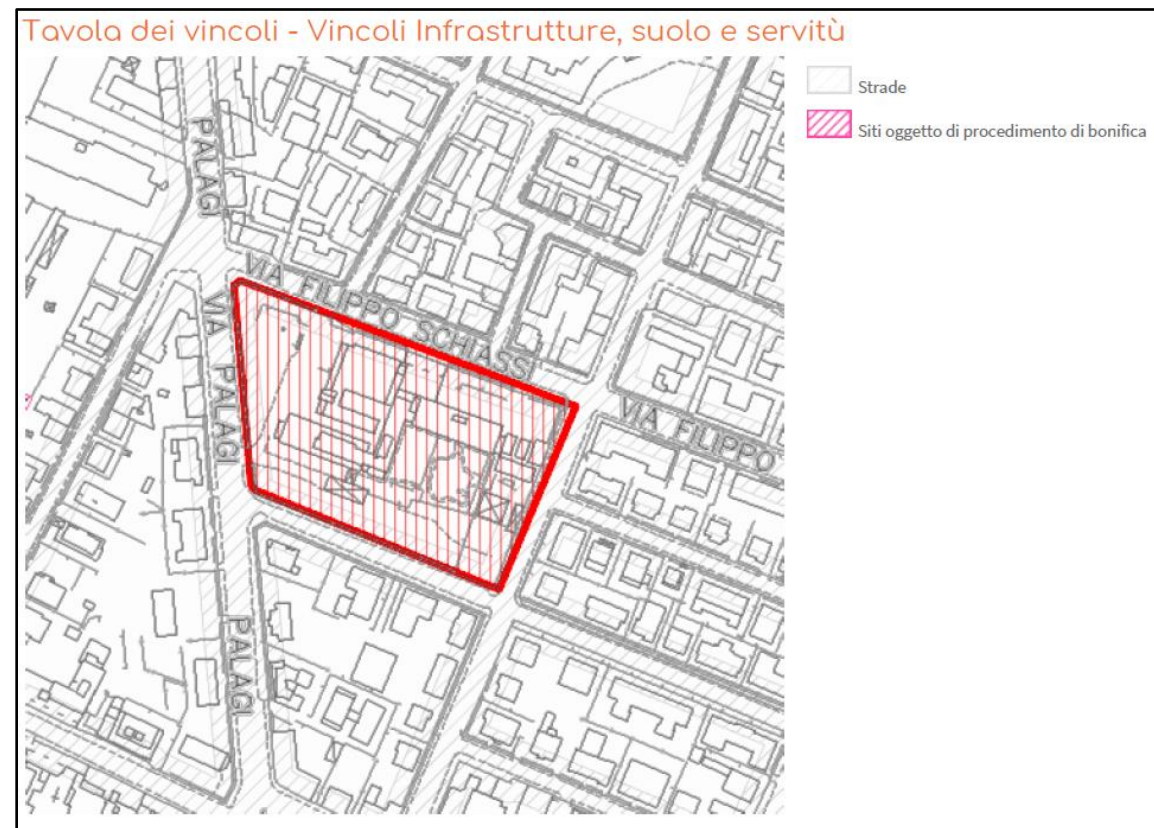 Tavola dei vincoli - Vincoli Infrastrutture, suolo e servitù
Strade
Siti oggetto di procedimento di bonifica
PALAGI
VIA FILIPPO SCHIASSI
VIA PALAGI
VIA FILIPPO
PALAGI